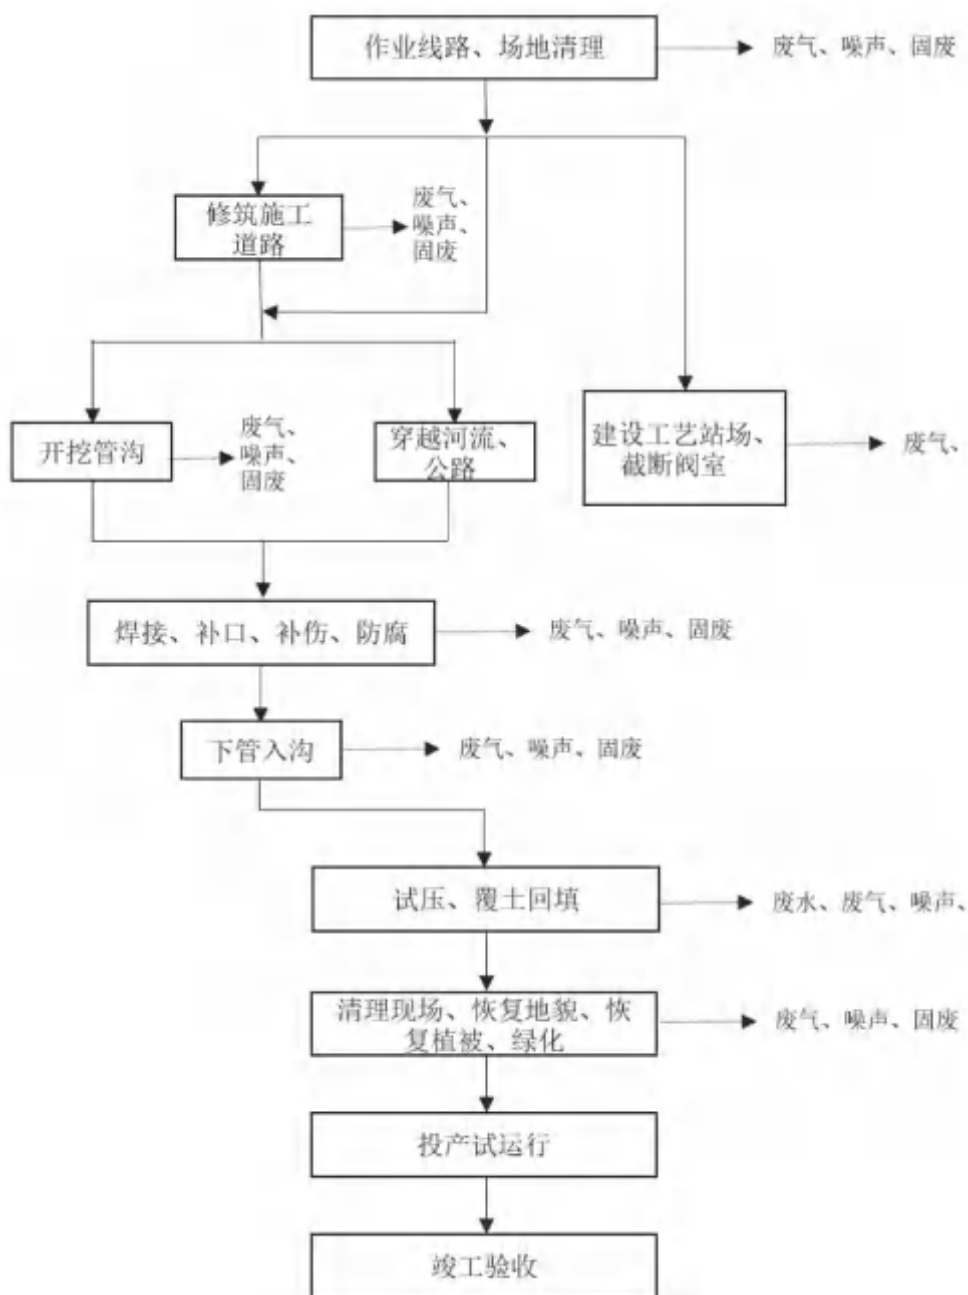 作业线路、场地清理
废气、噪声、固废
修筑施工
道路
废气、
噪声、
固废
开挖管沟
废气、
噪声、
固废
穿越河流、
公路
建设工艺站场、
截断阀室
废气、
焊接、补口、补伤、防腐
废气、噪声、固废
下管入沟
废气、噪声、固废
试压、覆土回填
废水、废气、噪声、
清理现场、恢复地貌、恢
复植被、绿化
废气、噪声、固废
投产试运行
竣工验收